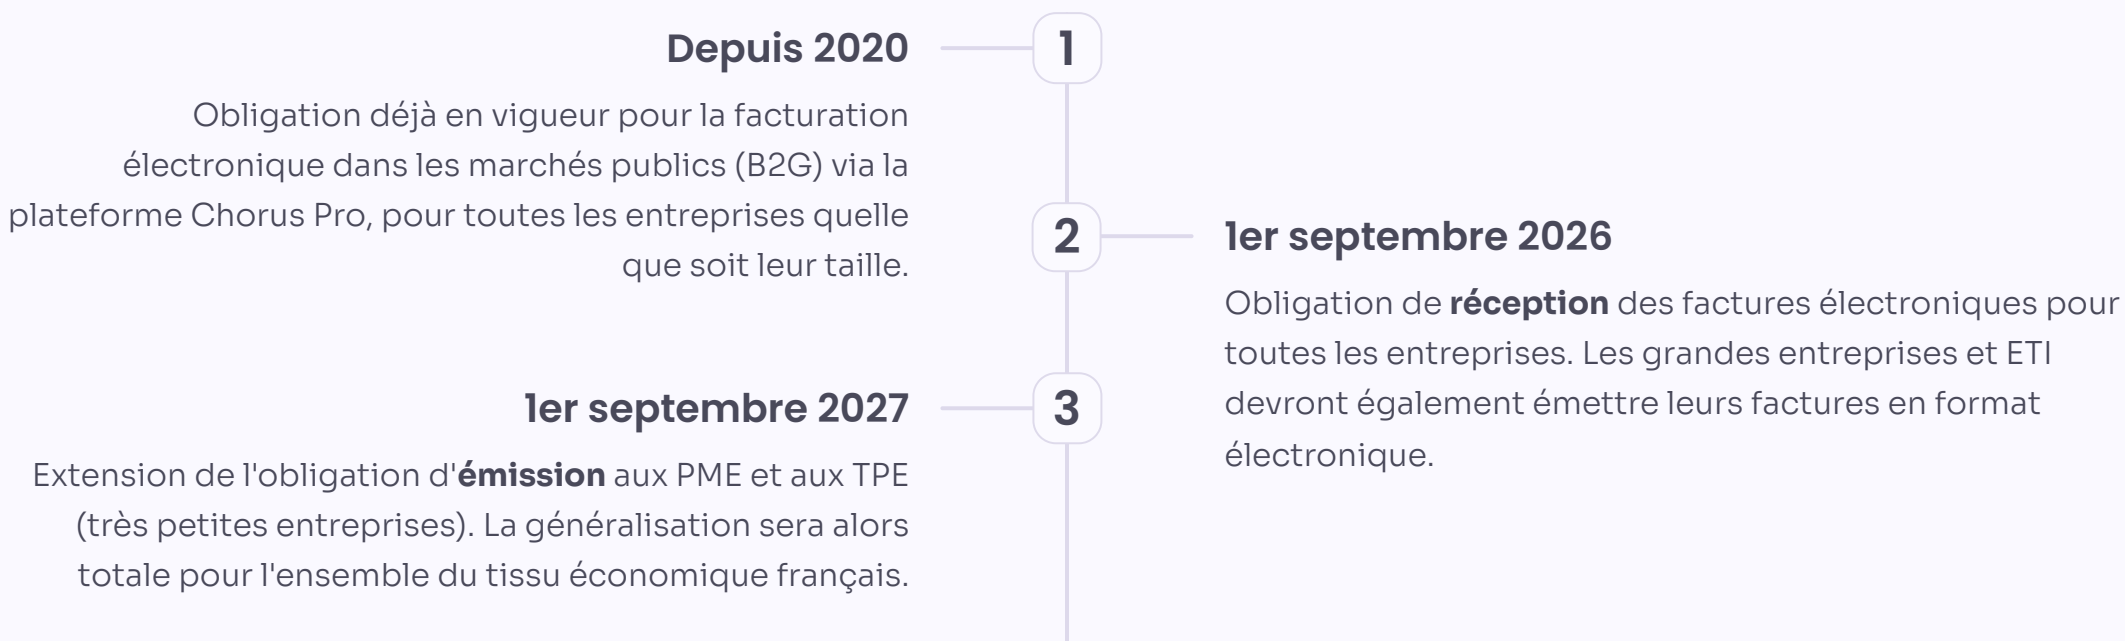 Depuis 2020
1
Obligation déjà en vigueur pour la facturation
électronique dans les marchés publics (B2G) via la
plateforme Chorus Pro, pour toutes les entreprises quelle
que soit leur taille.
2
1er septembre 2026
Obligation de réception des factures électroniques pour
toutes les entreprises. Les grandes entreprises et ETI
devront également émettre leurs factures en format
électronique.
1er septembre 2027
3
Extension de l'obligation d'émission aux PME et aux TPE
(très petites entreprises). La généralisation sera alors
totale pour l'ensemble du tissu économique français.